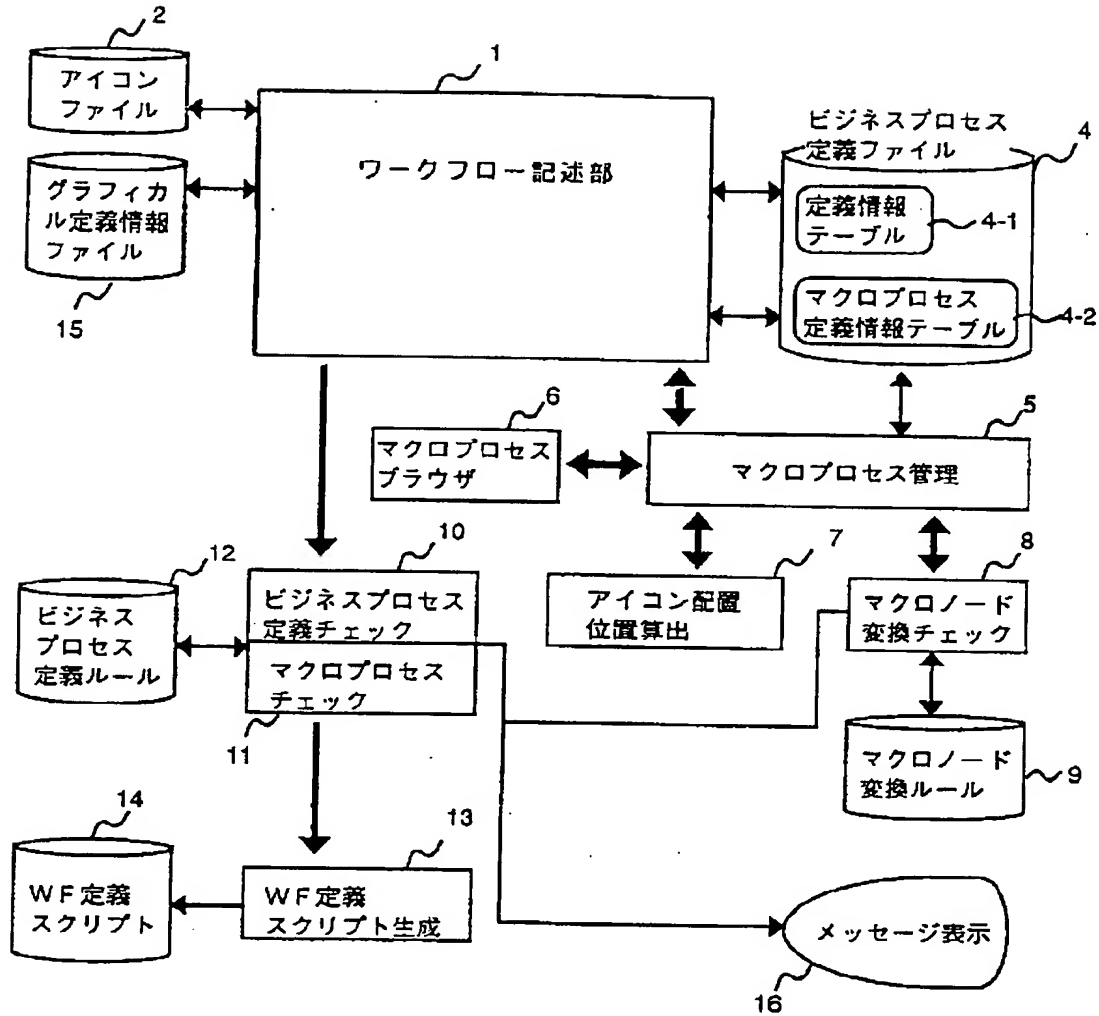 2
アイコン
ファイル
グラフィカ
ル定義情報
ファイル
15
1
ワークフロー記述部
ビジネスプロセス
定義ファイル
4
定義情報
テーブル
4-1
マクロプロセス
定義情報テーブル
4-2
6
マクロプロセス
ブラウザ
5
マクロプロセス管理
12
ビジネス
プロセス
定義ルール
10
ビジネスプロセス
定義チェック
マクロプロセス
チェック
11
7
アイコン配置
位置算出
8
マクロノード
変換チェック
マクロノード
変換ルール
9
14
WF定義
スクリプト
13
WF定義
スクリプト生成
メッセージ表示
16